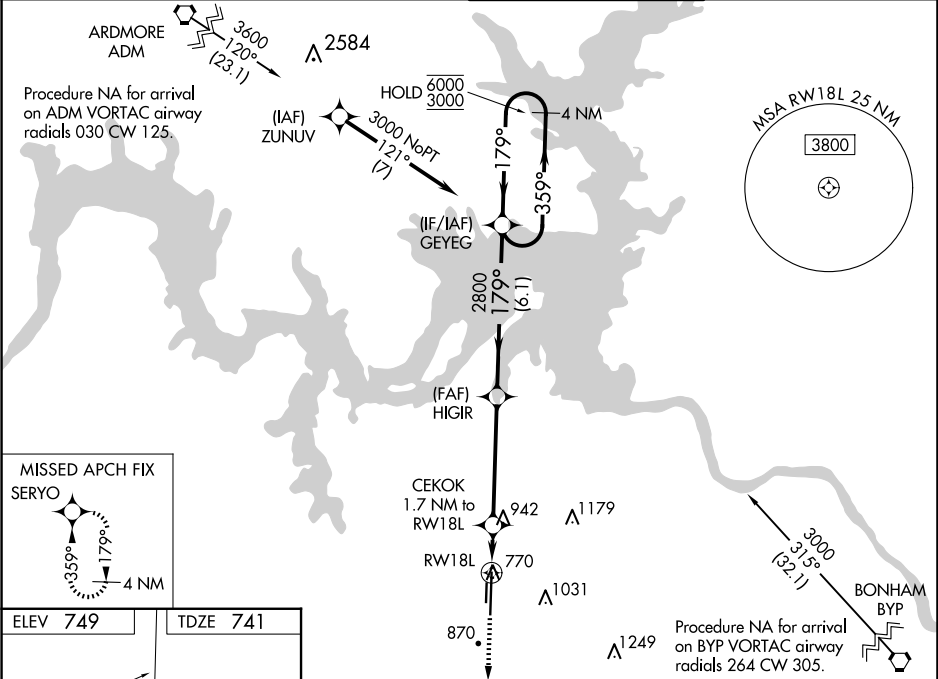 ARDMORE
ADM
3600
120°
(23.1)
2584
Procedure NA for arrival
on ADM VORTAC airway
radials 030 CW 125.
(IAF)
ZUNUV
3000 NoPT
121°
(7)
HOLD 6000
3000
4 NM
179°
359°
MSA RW18L 25 NM
3800
(IF/IAF)
GEYEG
2800
179°
(6.1)
(FAF)
HIGIR
MISSED APCH FIX
SERYO
359°
179°
4 NM
CEKOK
1.7 NM to
RW18L
942
1179
RW18L
770
1031
870
1249
3000
315°
(32.1)
BONHAM
BYP
Procedure NA for arrival
on BYP VORTAC airway
radials 264 CW 305.
ELEV 749
TDZE 741